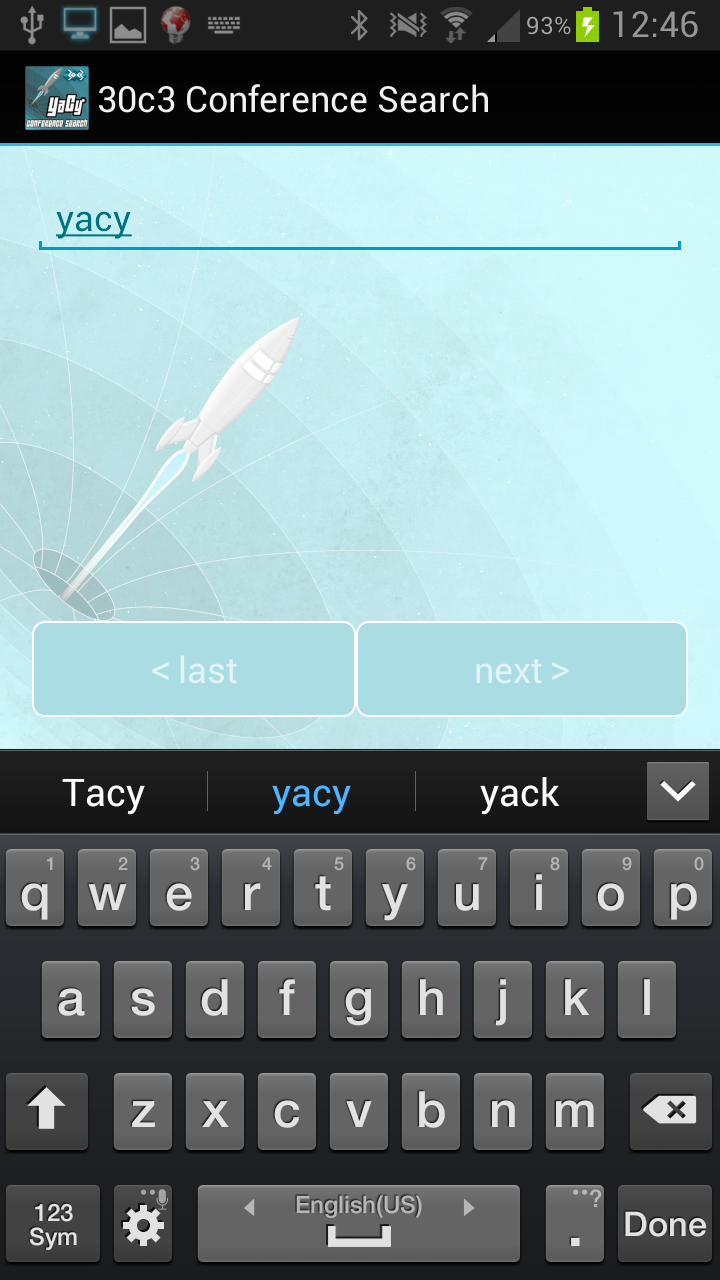 93% 12:46
YaCy
CONFERENCE SEARCH
30c3 Conference Search
yacy
< last next >
Tacy yacy yack
1 2 3 4 5 6 7 8 9 0
q w e r t y u i o p
a s d f g h j k l
z x c v b n m
123 English(US) ?
Sym . Done